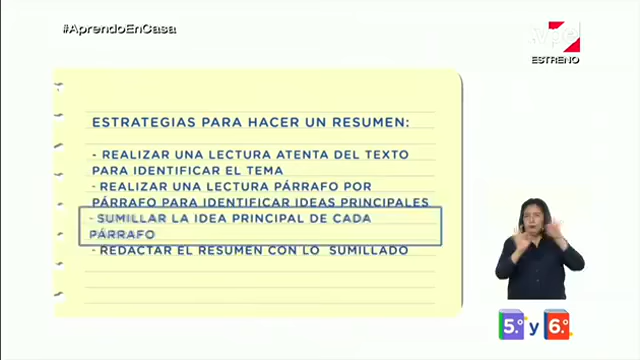 #AprendoEnCasa
ESTRENO
ESTRATEGIAS PARA HACER UN RESUMEN:
- REALIZAR UNA LECTURA ATENTA DEL TEXTO
PARA IDENTIFICAR EL TEMA
- REALIZAR UNA LECTURA PÁRRAFO POR
PÁRRAFO PARA IDENTIFICAR IDEAS PRINCIPALES
- SUMILLAR LA IDEA PRINCIPAL DE CADA
PÁRRAFO
- REDACTAR EL RESUMEN CON LO SUMILLADO
5.º y 6.º